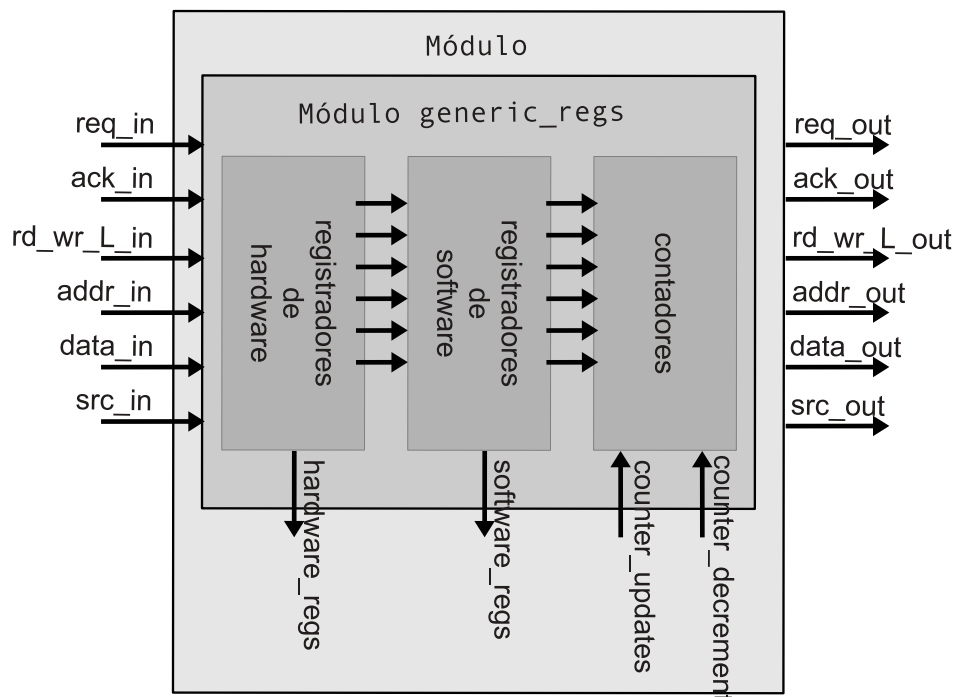 Módulo
Módulo generic_regs
req_in
ack_in
rd_wr_L_in
addr_in
data_in
src_in
registradores
de
hardware
registradores
de
software
contadores
req_out
ack_out
rd_wr_L_out
addr_out
data_out
src_out
hardware_regs
software_regs
counter_updates
counter_decrement